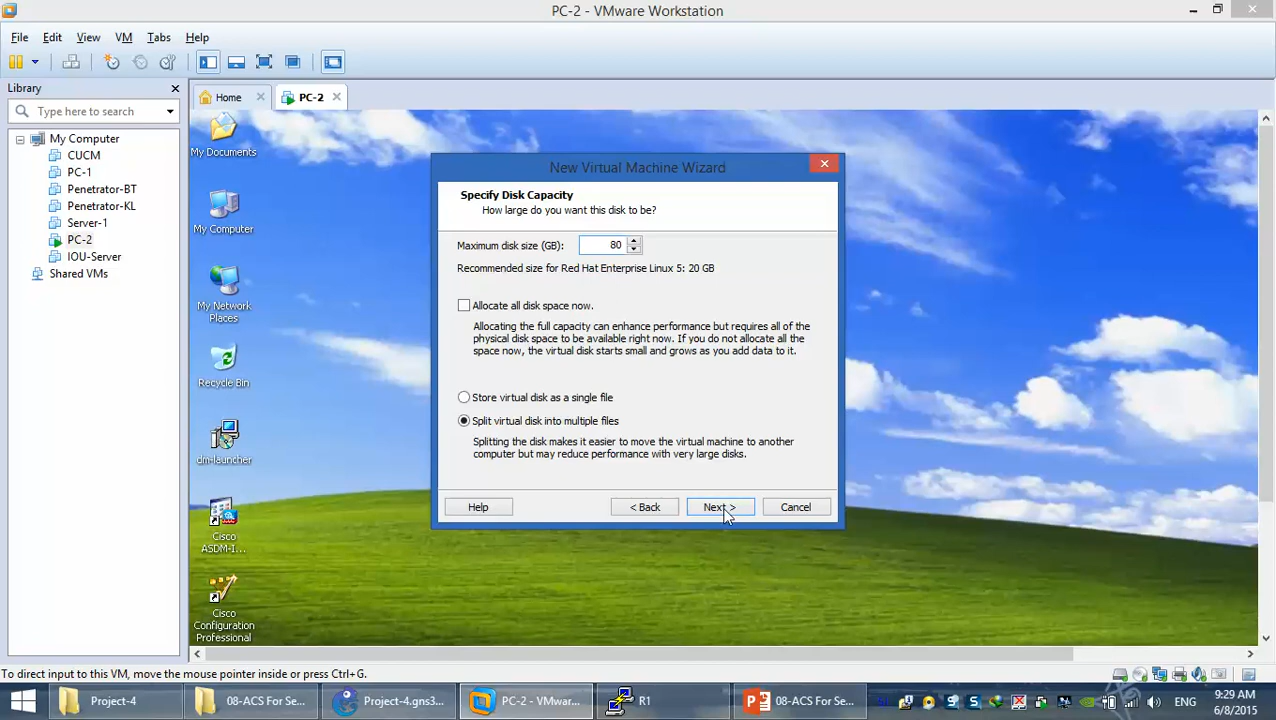 PC-2 - VMware Workstation
File Edit View VM Tabs Help
Library
Type here to search
Home
PC-2
My Computer
CUCM
PC-1
Penetrator-BT
Penetrator-KL
Server-1
PC-2
IOU-Server
Shared VMs
My Documents
My Computer
My Network
Places
Recycle Bin
dm-launcher
Cisco
ASDM-I...
Cisco
Configuration
Professional
New Virtual Machine Wizard
Specify Disk Capacity
How large do you want this disk to be?
Maximum disk size (GB): 80
Recommended size for Red Hat Enterprise Linux 5: 20 GB
Allocate all disk space now.
Allocating the full capacity can enhance performance but requires all of the
physical disk space to be available right now. If you do not allocate all the
space now, the virtual disk starts small and grows as you add data to it.
Store virtual disk as a single file
Split virtual disk into multiple files
Splitting the disk makes it easier to move the virtual machine to another
computer but may reduce performance with very large disks.
Help < Back Next > Cancel
To direct input to this VM, move the mouse pointer inside or press Ctrl+G.
Project-4
08-ACS For Se...
Project-4.gns3...
PC-2 - VMwar...
R1
08-ACS For Se...
ENG
9:29 AM
6/8/2015